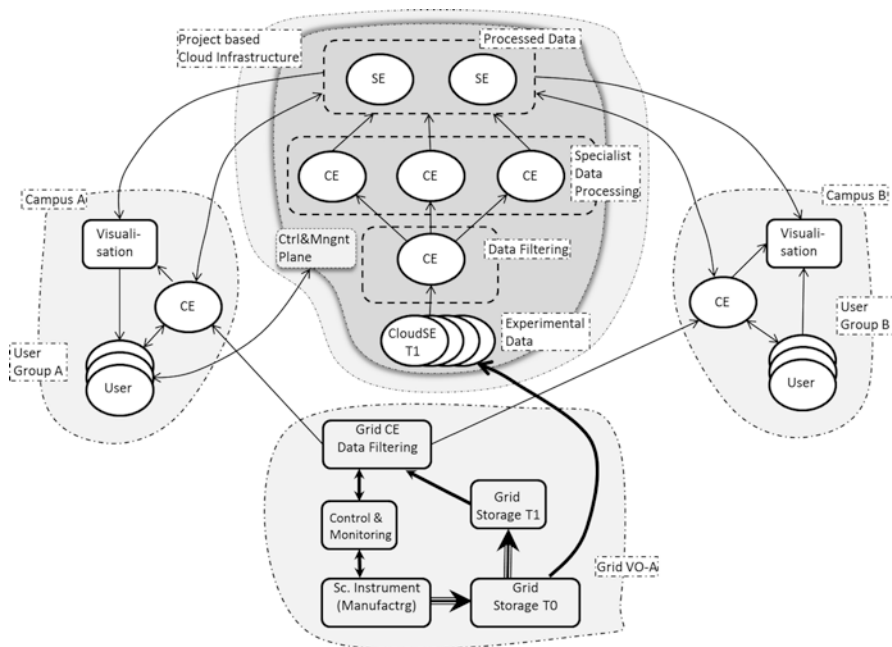 Project based
Cloud Infrastructure
Processed Data
SE
SE
CE
CE
CE
Specialist
Data
Processing
Campus A
Visuali-
sation
CE
User
Group A
User
Ctrl&Mngnt
Plane
CE
Data Filtering
CloudSE
T1
Experimental
Data
Campus B
Visuali-
sation
CE
User
Group B
User
Grid CE
Data Filtering
Control &
Monitoring
Grid
Storage T1
Sc. Instrument
(Manufactrg)
Grid
Storage T0
Grid VO-A